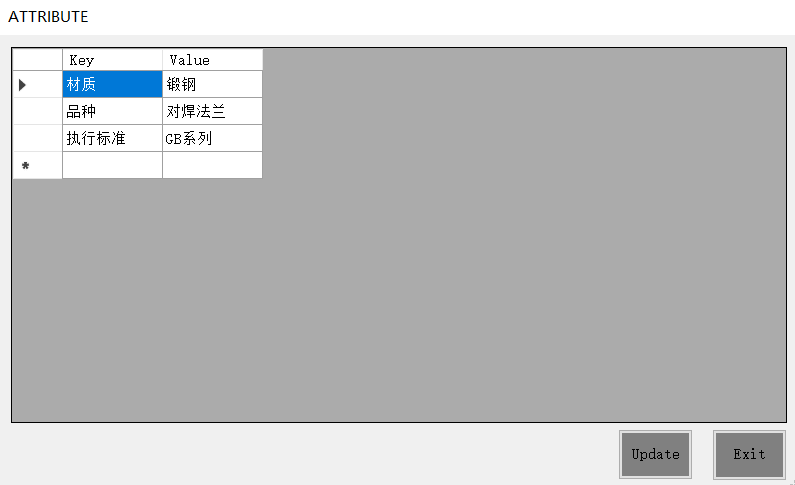 ATTRIBUTE
Key Value
材质 锻钢
品种 对焊法兰
执行标准 GB系列
*
Update Exit